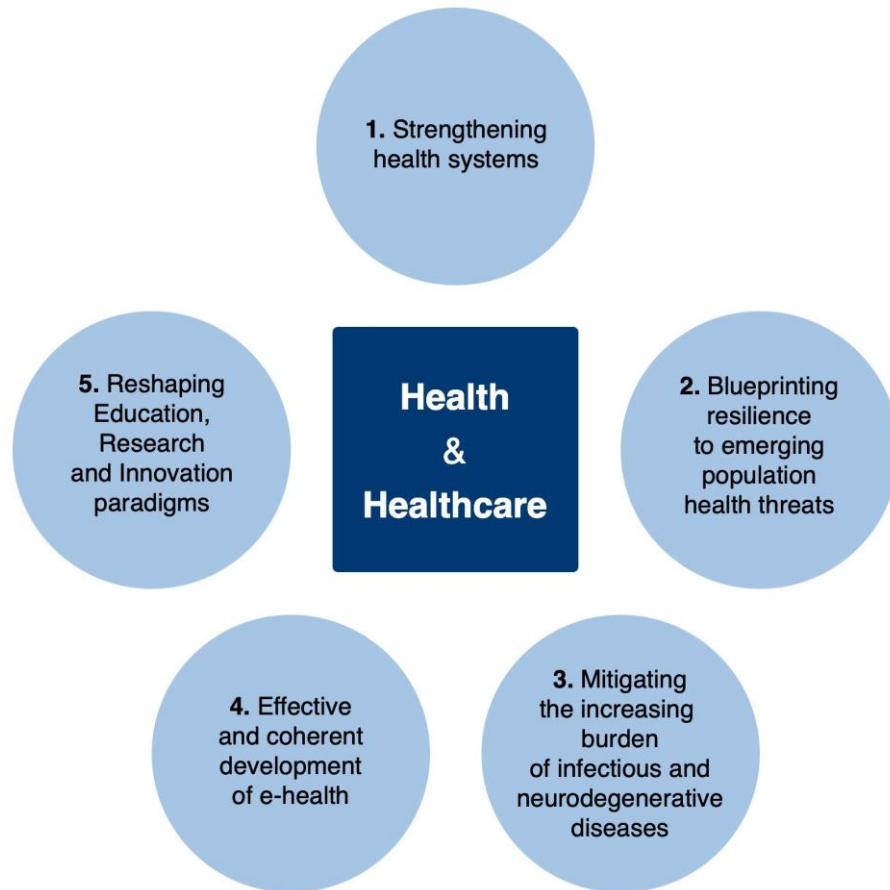 1. Strengthening
health systems
5. Reshaping
Education,
Research
and Innovation
paradigms
Health
&
Healthcare
2. Blueprinting
resilience
to emerging
population
health threats
4. Effective
and coherent
development
of e-health
3. Mitigating
the increasing
burden
of infectious and
neurodegenerative
diseases